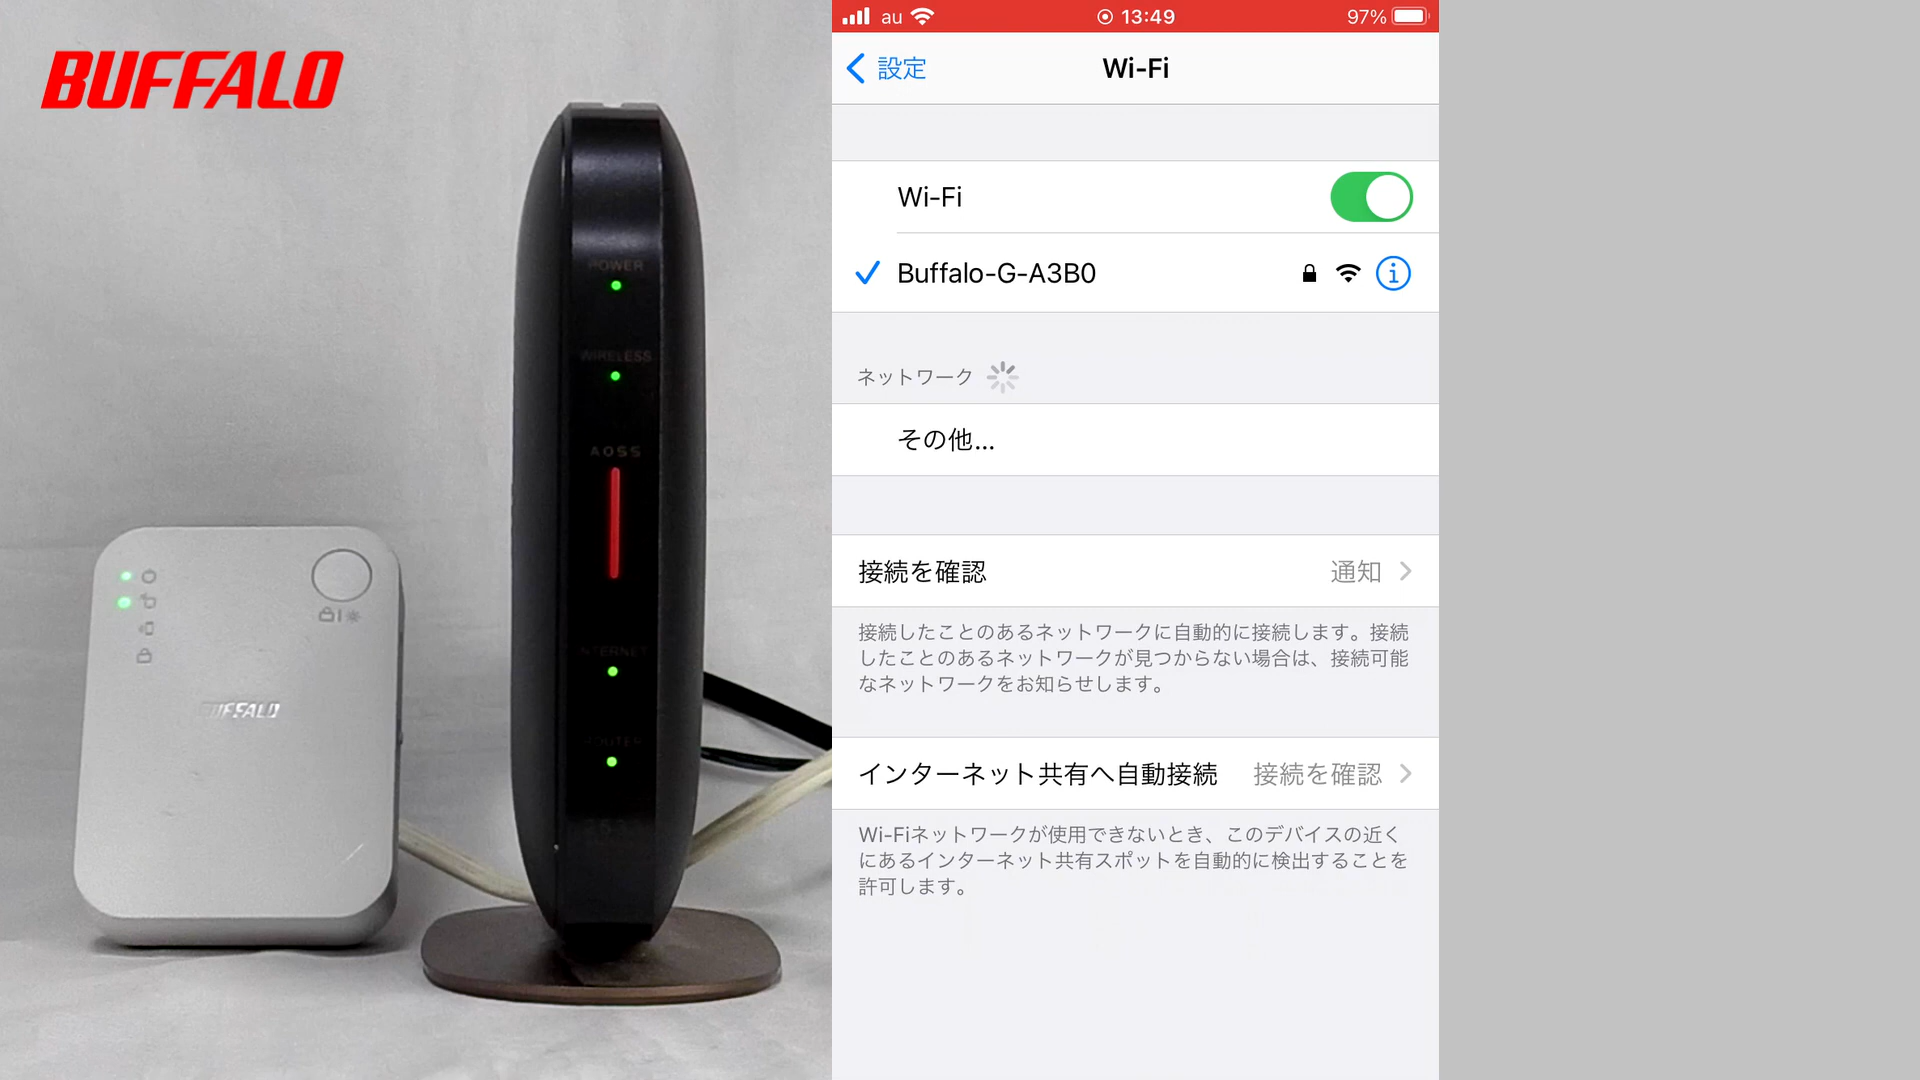 BUFFALO
POWER
WIRELESS
AOSS
INTERNET
ROUTER
BUFFALO
au
13:49
97%
設定
Wi-Fi
Wi-Fi
Buffalo-G-A3B0
ネットワーク
その他...
接続を確認 通知
接続したことのあるネットワークに自動的に接続します。接続
したことのあるネットワークが見つからない場合は、接続可能
なネットワークをお知らせします。
インターネット共有へ自動接続 接続を確認
Wi-Fiネットワークが使用できないとき、このデバイスの近く
にあるインターネット共有スポットを自動的に検出することを
許可します。